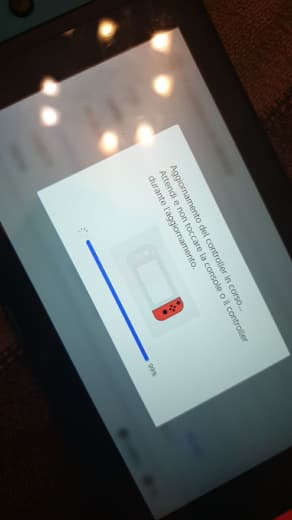 Aggiornamento del controller in corso...
Attendi e non toccare la console o il controller
durante l'aggiornamento.
99%